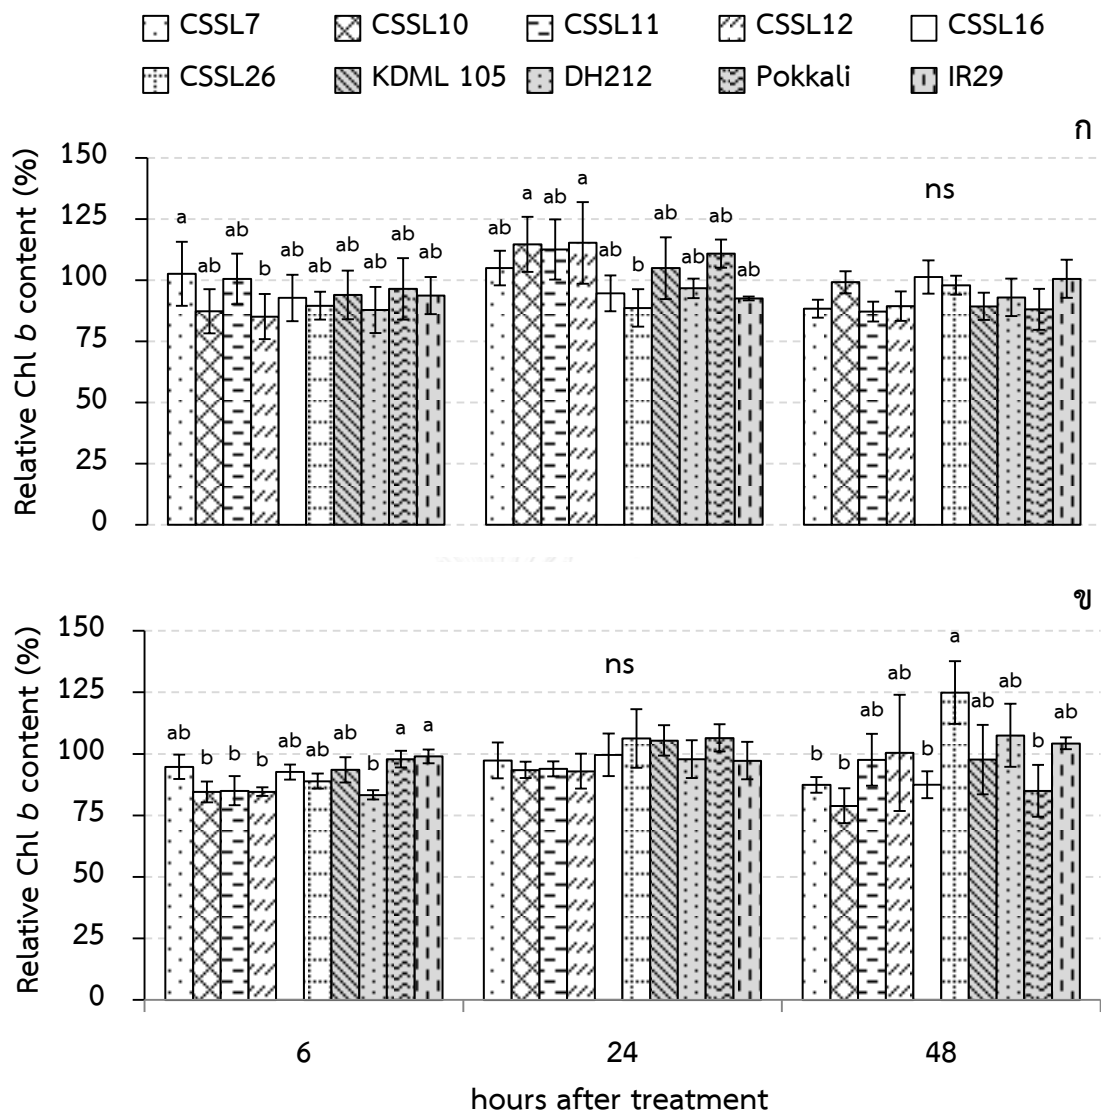 CSSL7 CSSL10 CSSL11 CSSL12 CSSL16
CSSL26 KDML 105 DH212 Pokkali IR29
ก
Relative Chl b content (%)
150
125
100
75
50
25
0
a ab ab b ab ab ab ab ab ab
ab a ab a ab b ab ab b ab
ns
ข
Relative Chl b content (%)
150
125
100
75
50
25
0
ab b b b ab ab ab b a a
ns
b b ab ab b a ab ab b ab
6 24 48
hours after treatment